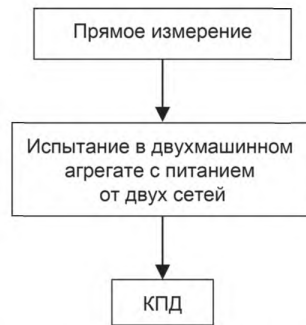 Прямое измерение
Испытание в двухмашинном
агрегате с питанием
от двух сетей
КПД